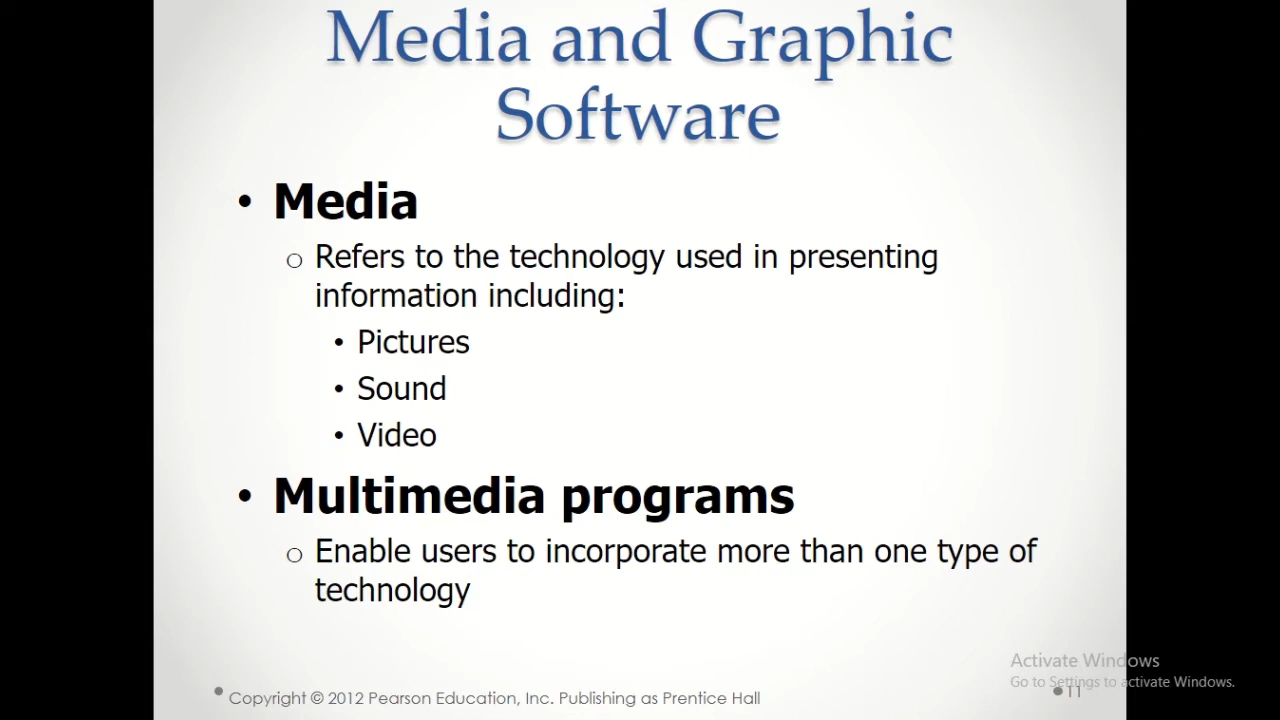 Media and Graphic
Software
• Media
○ Refers to the technology used in presenting
information including:
• Pictures
• Sound
• Video
• Multimedia programs
○ Enable users to incorporate more than one type of
technology
Activate Windows
Go to Settings to activate Windows.
• Copyright © 2012 Pearson Education, Inc. Publishing as Prentice Hall
• 11